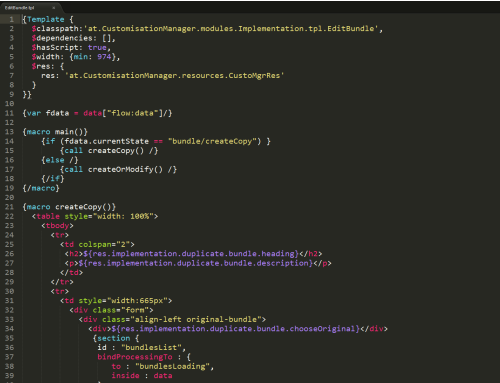 EditBundle.tpl ×
1 {Template {
2 $classpath:'at.CustomisationManager.modules.Implementation.tpl.EditBundle',
3 $dependencies: [],
4 $hasScript: true,
5 $width: {min: 974},
6 $res: {
7 res: 'at.CustomisationManager.resources.CustoMgrRes'
8 }
9 }}
10
11 {var fdata = data["flow:data"]/}
12
13 {macro main()}
14 {if (fdata.currentState == "bundle/createCopy") }
15 {call createCopy() /}
16 {else /}
17 {call createOrModify() /}
18 {/if}
19 {/macro}
20
21 {macro createCopy()}
22 <table style="width: 100%">
23 <tbody>
24 <tr>
25 <td colspan="2">
26 <h2>${res.implementation.duplicate.bundle.heading}</h2>
27 <p>${res.implementation.duplicate.bundle.description}</p>
28 </td>
29 </tr>
30 <tr>
31 <td style="width:665px">
32 <div class="form">
33 <div class="align-left original-bundle">
34 <div>${res.implementation.duplicate.bundle.chooseOriginal}</div>
35 {section {
36 id : "bundlesList",
37 bindProcessingTo : {
38 to : "bundlesLoading",
39 inside : data